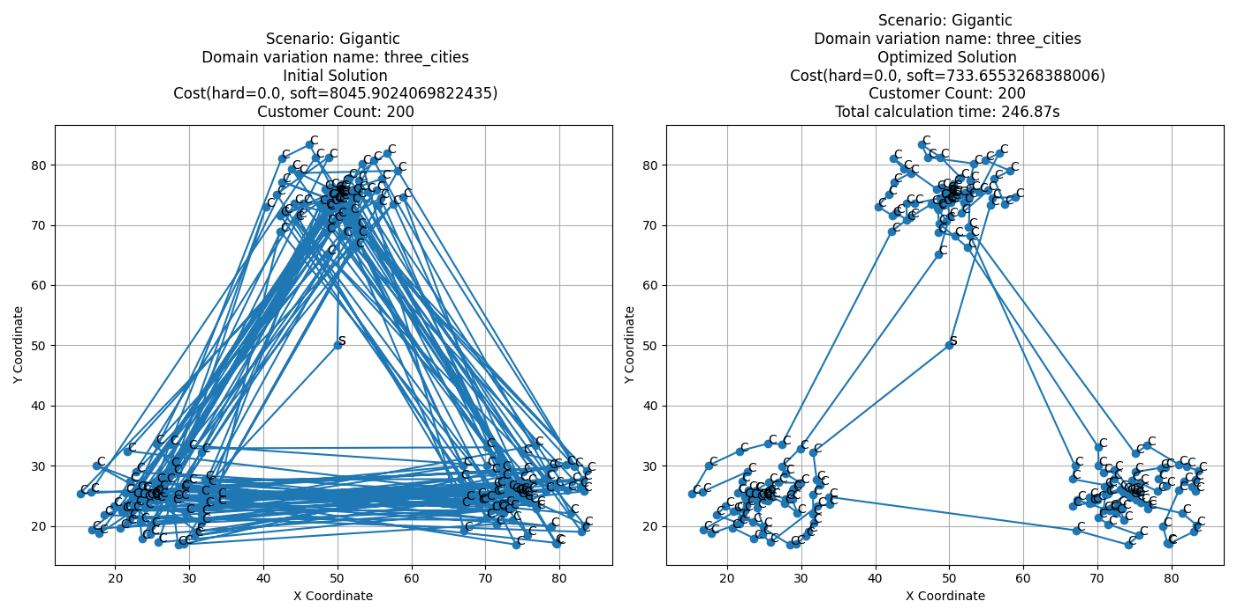 Scenario: Gigantic
Domain variation name: three_cities
Initial Solution
Cost(hard=0.0, soft=8045.9024069822435)
Customer Count: 200
Y Coordinate
80
70
60
50
40
30
20
S
20 30 40 50 60 70 80
X Coordinate
Scenario: Gigantic
Domain variation name: three_cities
Optimized Solution
Cost(hard=0.0, soft=733.6553268388006)
Customer Count: 200
Total calculation time: 246.87s
Y Coordinate
80
70
60
50
40
30
20
S
20 30 40 50 60 70 80
X Coordinate